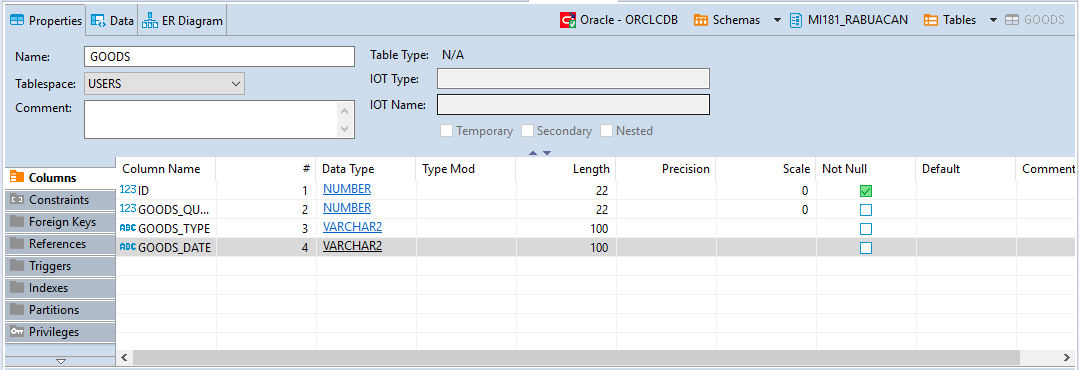 Properties Data ER Diagram Oracle - ORCLCDB Schemas MI181_RABUACAN Tables GOODS
Name: GOODS Table Type: N/A
Tablespace: USERS IOT Type:
Comment: IOT Name:
Temporary Secondary Nested
Column Name # Data Type Type Mod Length Precision Scale Not Null Default Comment
Columns
123 ID 1 NUMBER 22 0
Constraints
123 GOODS_QU... 2 NUMBER 22 0
Foreign Keys
ABC GOODS_TYPE 3 VARCHAR2 100
References
ABC GOODS_DATE 4 VARCHAR2 100
Triggers
Indexes
Partitions
Privileges